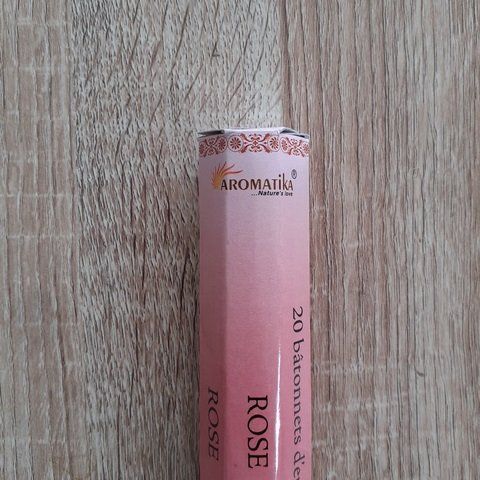 AROMATIKA®
...Nature's love
20 bâtonnets
ROSE
ROSE